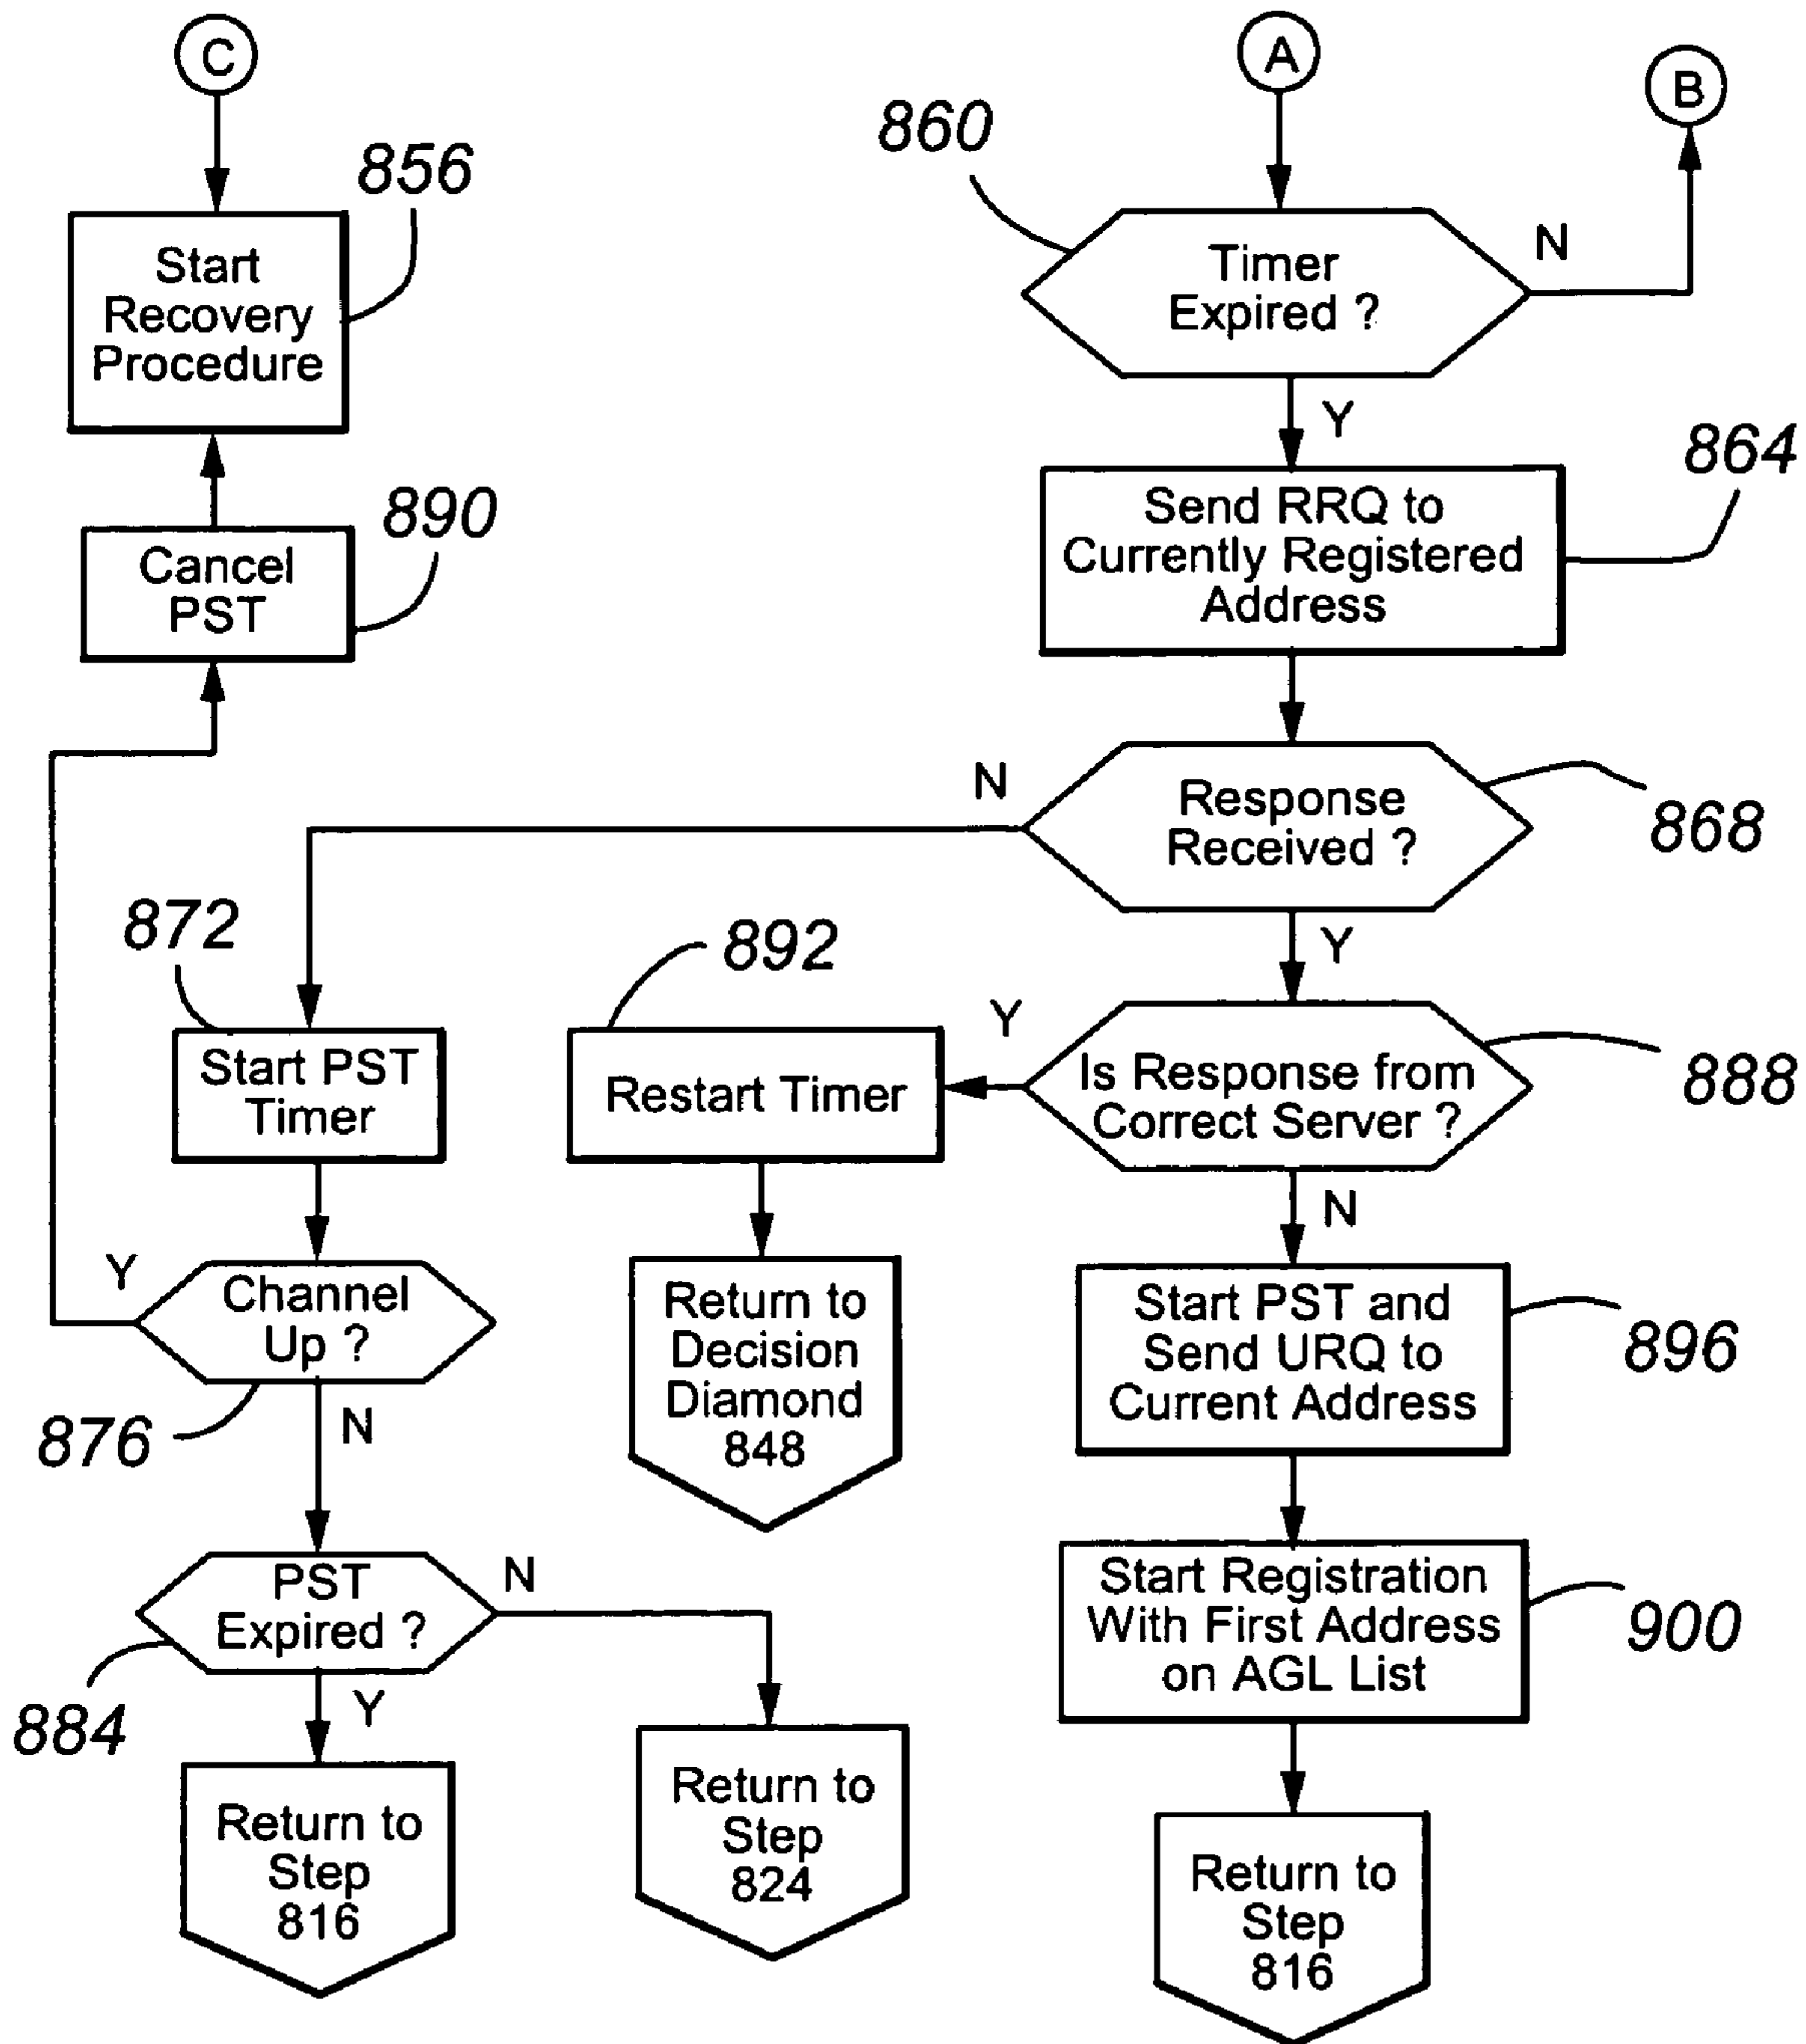 C
A
B
860
856
Start
Recovery
Procedure
Timer
Expired ?
N
Y
864
Send RRQ to
Currently Registered
Address
890
Cancel
PST
N
Response
Received ?
868
Y
872
892
Start PST
Timer
Restart Timer
Y
Is Response from
Correct Server ?
888
N
Y
Channel
Up ?
876
N
Return to
Decision
Diamond
848
Start PST and
Send URQ to
Current Address
896
PST
Expired ?
N
884
Y
Start Registration
With First Address
on AGL List
900
Return to
Step
816
Return to
Step
824
Return to
Step
816